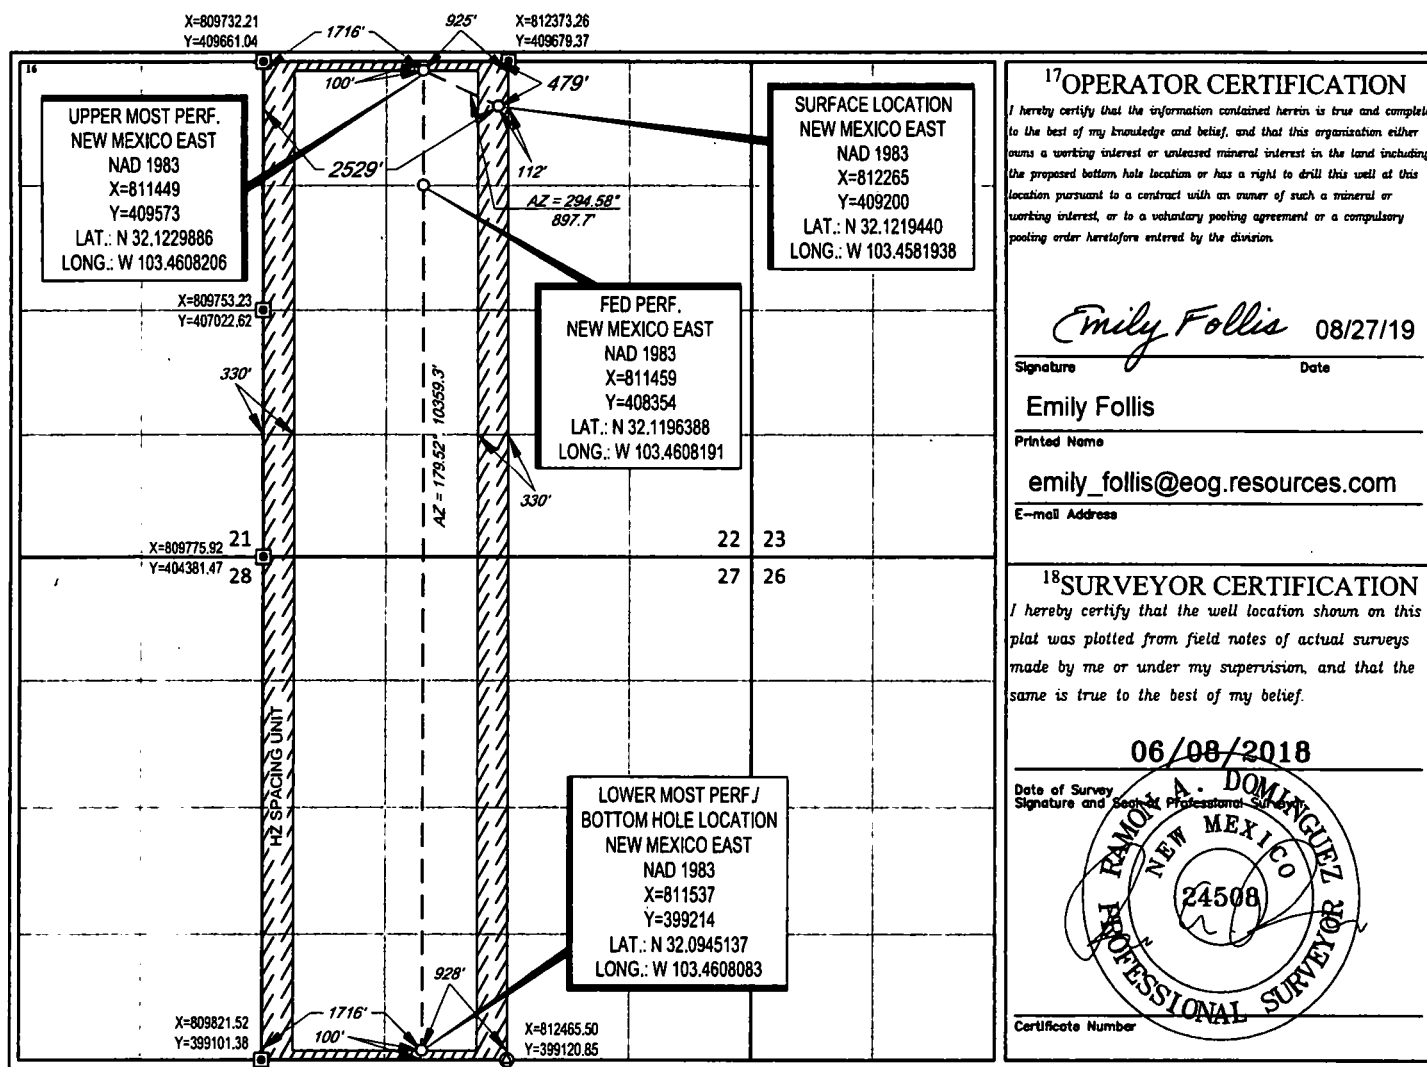 X=809732.21
Y=409661.04
1716'
925'
X=812373.26
Y=409679.37
16
100'
479'
UPPER MOST PERF.
NEW MEXICO EAST
NAD 1983
X=811449
Y=409573
LAT.: N 32.1229886
LONG.: W 103.4608206
2529'
112'
AZ = 294.58°
897.7'
SURFACE LOCATION
NEW MEXICO EAST
NAD 1983
X=812265
Y=409200
LAT.: N 32.1219440
LONG.: W 103.4581938
X=809753.23
Y=407022.62
FED PERF.
NEW MEXICO EAST
NAD 1983
X=811459
Y=408354
LAT.: N 32.1196388
LONG.: W 103.4608191
330'
AZ = 179.52° 10359.3'
330'
X=809775.92
Y=404381.47
21
28
22
23
27
26
HZ SPACING UNIT
LOWER MOST PERF./
BOTTOM HOLE LOCATION
NEW MEXICO EAST
NAD 1983
X=811537
Y=399214
LAT.: N 32.0945137
LONG.: W 103.4608083
X=809821.52
Y=399101.38
1716'
100'
928'
X=812465.50
Y=399120.85
17OPERATOR CERTIFICATION
I hereby certify that the information contained herein is true and complete
to the best of my knowledge and belief, and that this organization either
owns a working interest or unleased mineral interest in the land including
the proposed bottom hole location or has a right to drill this well at this
location pursuant to a contract with an owner of such a mineral or
working interest, or to a voluntary pooling agreement or a compulsory
pooling order heretofore entered by the division.
Emily Follis 08/27/19
Signature Date
Emily Follis
Printed Name
emily_follis@eog.resources.com
E-mail Address
18SURVEYOR CERTIFICATION
I hereby certify that the well location shown on this
plat was plotted from field notes of actual surveys
made by me or under my supervision, and that the
same is true to the best of my belief.
06/08/2018
Date of Survey
Signature and Seal of Professional Surveyor
RAMON A. DOMINGUEZ
NEW MEXICO
24508
PROFESSIONAL SURVEYOR
Certificate Number